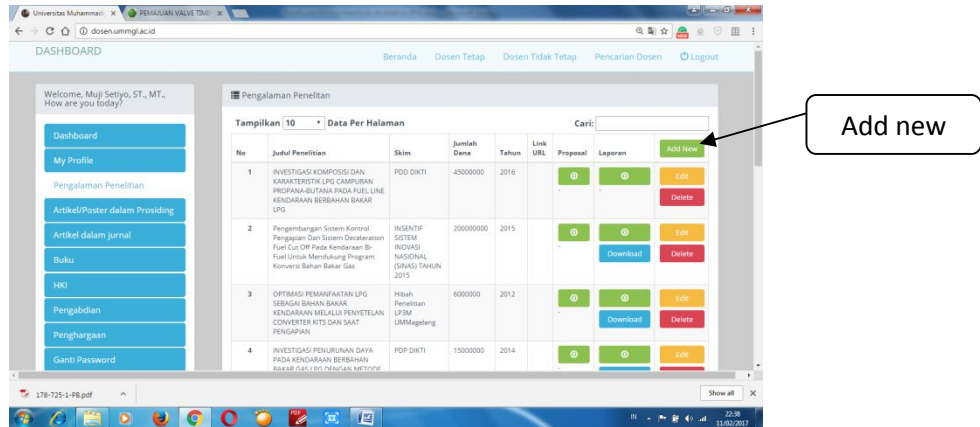 Universitas Muhammadi
PEMAJUAN VALVE TIMI
dosen.ummgl.ac.id
DASHBOARD
Beranda Dosen Tetap Dosen Tidak Tetap Pencarian Dosen Logout
Welcome, Muji Setiyo, ST., MT.,
How are you today?
Dashboard
My Profile
Pengalaman Penelitian
Artikel/Poster dalam Prosiding
Artikel dalam jurnal
Buku
HKI
Pengabdian
Penghargaan
Ganti Password
Pengalaman Penelitan
Tampilkan 10 Data Per Halaman
Cari:
No Judul Penelitian Skim Jumlah Dana Tahun Link URL Proposal Laporan Add New
1 INVESTIGASI KOMPOSISI DAN PDD DIKTI 45000000 2016 Edit
KARAKTERISTIK LPG CAMPURAN
PROPANA-BUTANA PADA FUEL LINE - - Delete
KENDARAAN BERBAHAN BAKAR
LPG
2 Pengembangan Sistem Kontrol INSENTIF 200000000 2015 Edit
Pengapian Dan Sistem Deceleration SISTEM
Fuel Cut Off Pada Kendaraan Bi- INOVASI - Download Delete
Fuel Untuk Mendukung Program NASIONAL
Konversi Bahan Bakar Gas (SINAS) TAHUN
2015
3 OPTIMASI PEMANFAATAN LPG Hibah 6000000 2012 Edit
SEBAGAI BAHAN BAKAR Penelitian
KENDARAAN MELALUI PENYETELAN LP3M - Download Delete
CONVERTER KITS DAN SAAT UMMagelang
PENGAPIAN
4 INVESTIGASI PENURUNAN DAYA PDP DIKTI 15000000 2014 Edit
PADA KENDARAAN BERBAHAN
BAKAR GAS LPG DENGAN METODE
Add new
178-725-1-PB.pdf
Show all
IN
22:38
11/02/2017